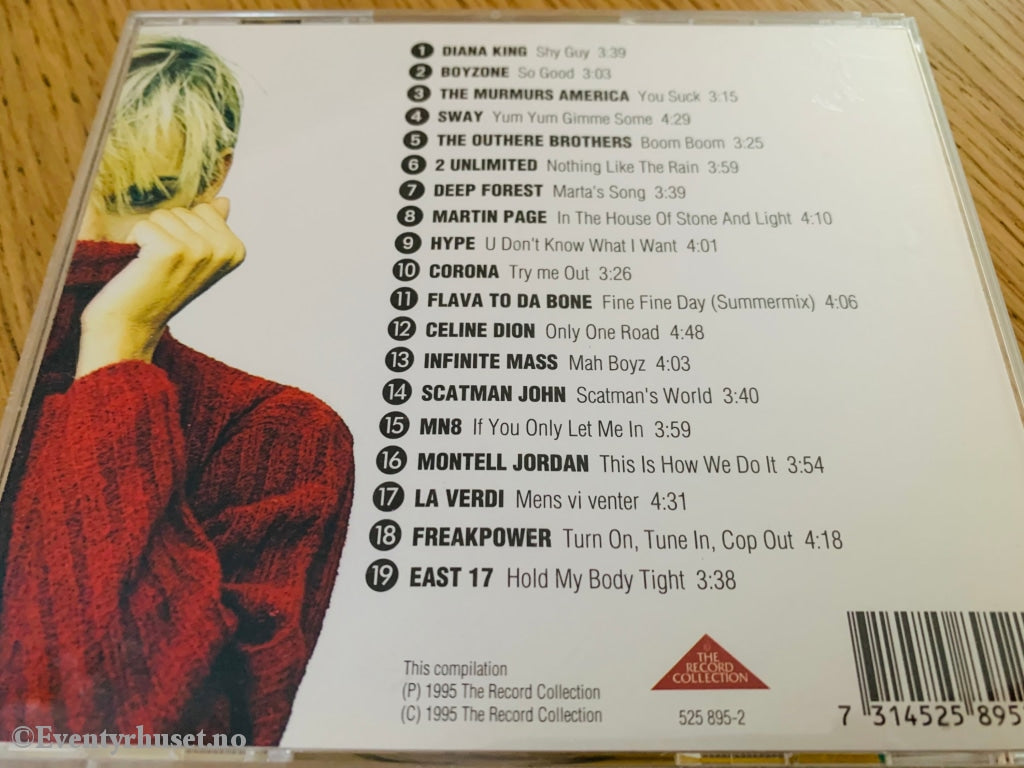 1 DIANA KING Shy Guy 3:39
2 BOYZONE So Good 3:03
3 THE MURMURS AMERICA You Suck 3:15
4 SWAY Yum Yum Gimme Some 4:29
5 THE OUTHERE BROTHERS Boom Boom 3:25
6 2 UNLIMITED Nothing Like The Rain 3:59
7 DEEP FOREST Marta's Song 3:39
8 MARTIN PAGE In The House Of Stone And Light 4:10
9 HYPE U Don't Know What I Want 4:01
10 CORONA Try me Out 3:26
11 FLAVA TO DA BONE Fine Fine Day (Summermix) 4:06
12 CELINE DION Only One Road 4:48
13 INFINITE MASS Mah Boyz 4:03
14 SCATMAN JOHN Scatman's World 3:40
15 MN8 If You Only Let Me In 3:59
16 MONTELL JORDAN This Is How We Do It 3:54
17 LA VERDI Mens vi venter 4:31
18 FREAKPOWER Turn On, Tune In, Cop Out 4:18
19 EAST 17 Hold My Body Tight 3:38
This compilation
(P) 1995 The Record Collection
(C) 1995 The Record Collection
THE
RECORD
COLLECTION
525 895-2
7 314525 895
©Eventyrhuset.no